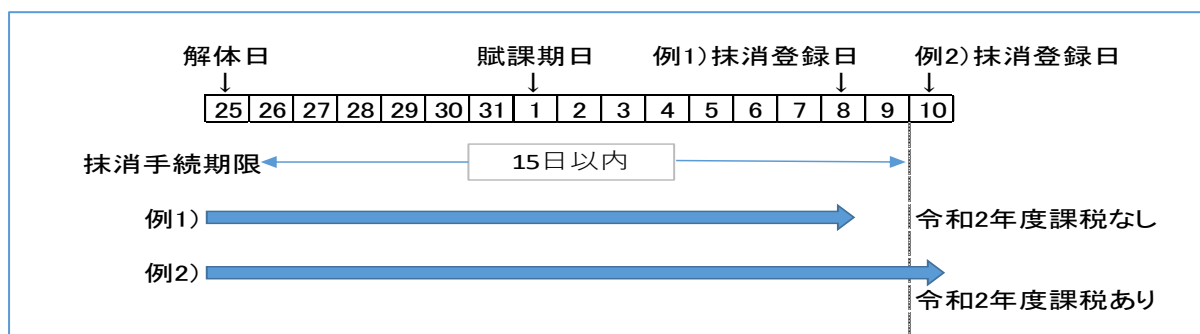 解体日 賦課期日 例1)抹消登録日 例2)抹消登録日
↓ ↓ ↓ ↓
25 26 27 28 29 30 31 1 2 3 4 5 6 7 8 9 10
抹消手続期限 15日以内
例1) 令和2年度課税なし
例2)
令和2年度課税あり